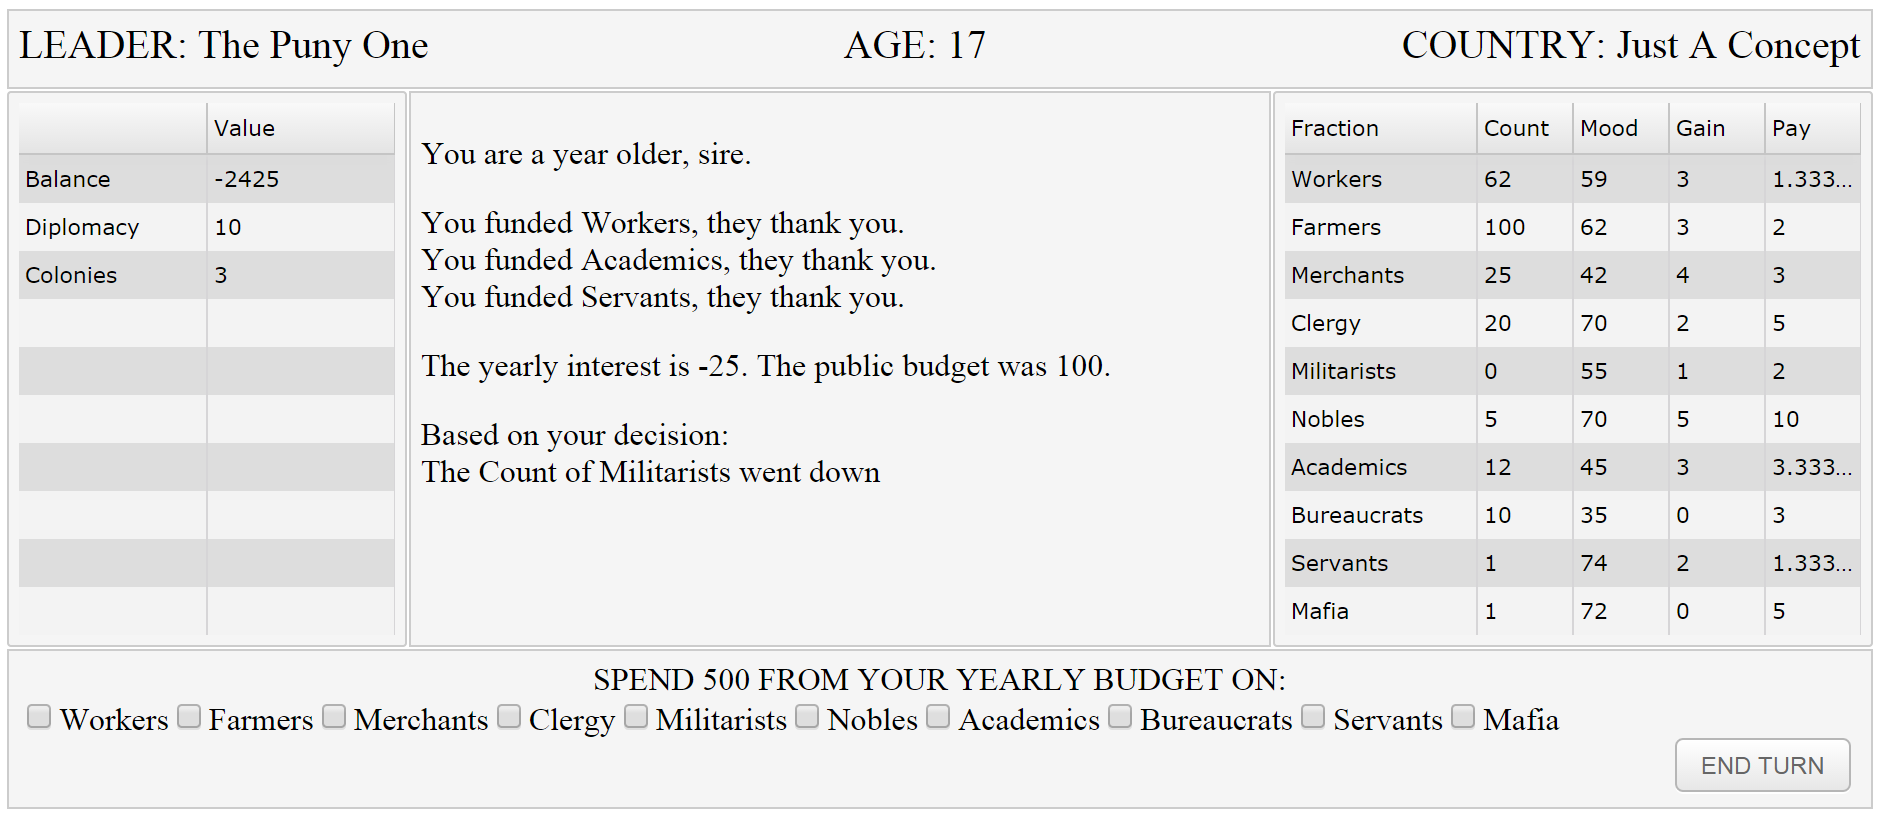 LEADER: The Puny One AGE: 17 COUNTRY: Just A Concept
Value
Balance -2425
Diplomacy 10
Colonies 3
You are a year older, sire.
You funded Workers, they thank you.
You funded Academics, they thank you.
You funded Servants, they thank you.
The yearly interest is -25. The public budget was 100.
Based on your decision:
The Count of Militarists went down
Fraction Count Mood Gain Pay
Workers 62 59 3 1.333...
Farmers 100 62 3 2
Merchants 25 42 4 3
Clergy 20 70 2 5
Militarists 0 55 1 2
Nobles 5 70 5 10
Academics 12 45 3 3.333...
Bureaucrats 10 35 0 3
Servants 1 74 2 1.333...
Mafia 1 72 0 5
SPEND 500 FROM YOUR YEARLY BUDGET ON:
Workers Farmers Merchants Clergy Militarists Nobles Academics Bureaucrats Servants Mafia
END TURN